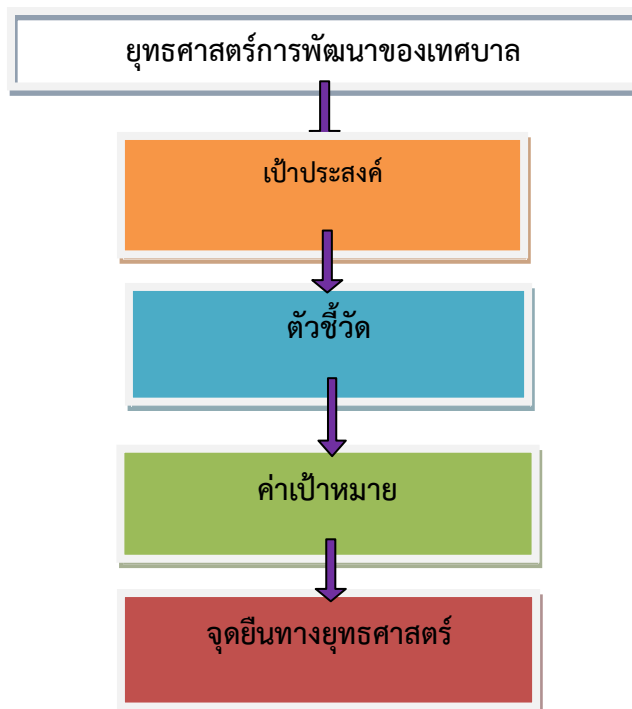 ยุทธศาสตร์การพัฒนาของเทศบาล
เป้าประสงค์
ตัวชี้วัด
ค่าเป้าหมาย
จุดยืนทางยุทธศาสตร์